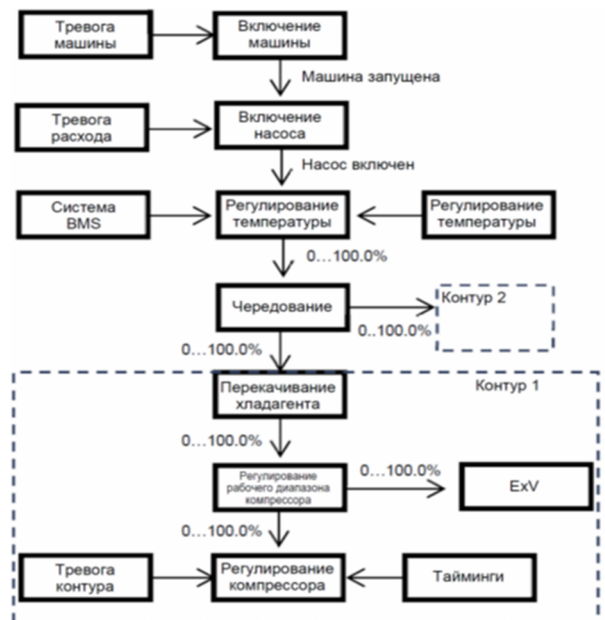 Тревога
машины
Включение
машины
Машина запущена
Тревога
расхода
Включение
насоса
Насос включен
Система
BMS
Регулирование
температуры
Регулирование
температуры
0...100.0%
Чередование
Контур 2
0..100.0%
0...100.0%
Контур 1
Перекачивание
хладагента
0...100.0%
Регулирование
рабочего диапазона
компрессора
0...100.0%
ExV
0...100.0%
Тревога
контура
Регулирование
компрессора
Тайминги